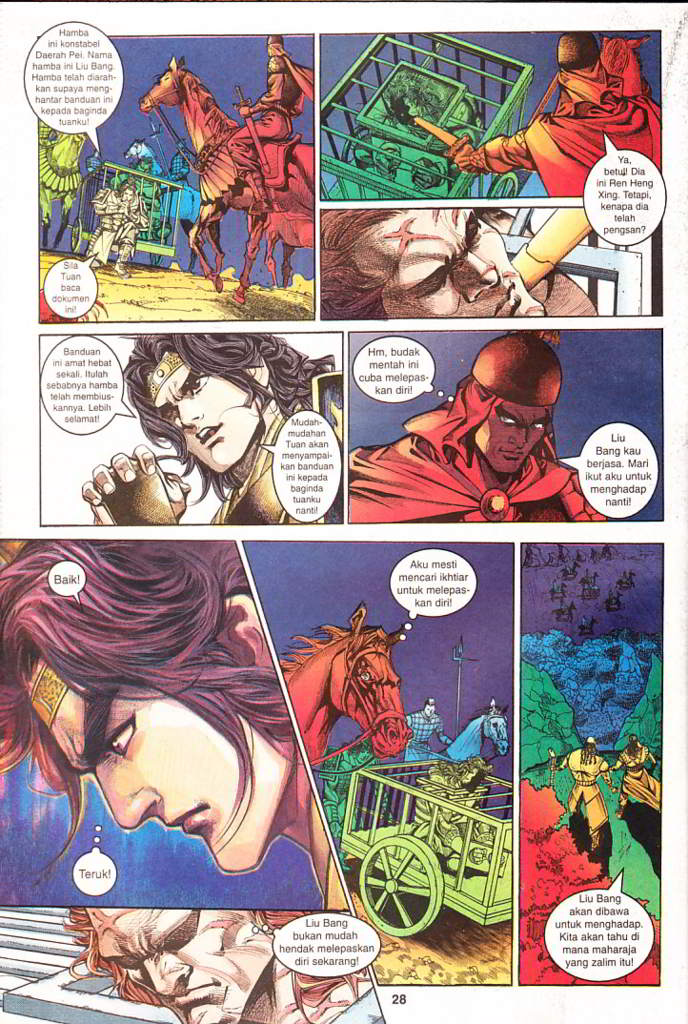 Hamba
ini konstabel
Daerah Pei. Nama
hamba ini Liu Bang.
Hamba telah diarah-
kan supaya meng-
hantar banduan ini
kepada baginda
tuanku!
Sila
Tuan
baca
dokumen
ini!
Ya,
betul! Dia
ini Ren Heng
Xing. Tetapi,
kenapa dia
telah
pengsan?
Banduan
ini amat hebat
sekali. Itulah
sebabnya hamba
telah membius-
kannya. Lebih
selamat!
Mudah-
mudahan
Tuan akan
menyampai-
kan banduan
ini kepada
baginda
tuanku
nanti!
Hm, budak
mentah ini
cuba melepas-
kan diri!
Liu
Bang kau
berjasa. Mari
ikut aku untuk
menghadap
nanti!
Baik!
Teruk!
Liu Bang
bukan mudah
hendak melepaskan
diri sekarang!
Aku mesti
mencari ikhtiar
untuk melepas-
kan diri!
Liu Bang
akan dibawa
untuk menghadap.
Kita akan tahu di
mana maharaja
yang zalim itu!
28